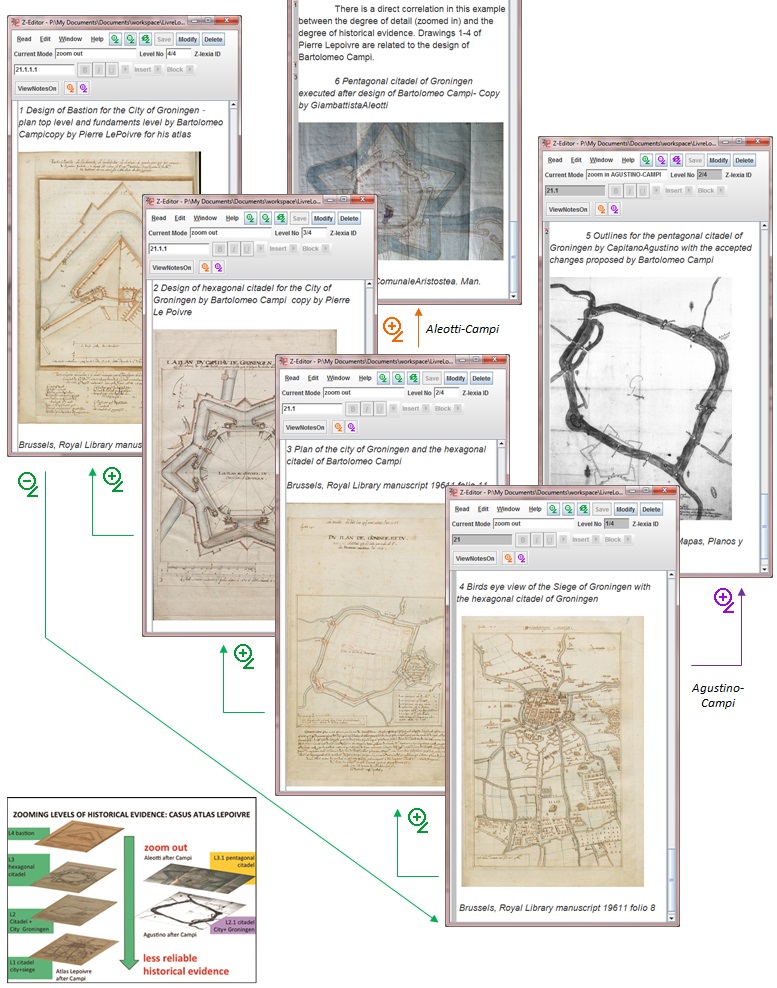 Z-Editor - P:\My Documents\Documents\workspace\LivreLo...
Read Edit Window Help Save Modify Delete
Current Mode zoom out Level No 4/4 Z-lexia ID
21.1.1.1 B I U Insert Block
ViewNotesOn
1 Design of Bastion for the City of Groningen -
plan top level and fundaments level by Bartolomeo
Campicopy by Pierre LePoivre for his atlas
Brussels, Royal Library manus
There is a direct correlation in this example
between the degree of detail (zoomed in) and the
degree of historical evidence. Drawings 1-4 of
Pierre Lepoivre are related to the design of
Bartolomeo Campi.
6 Pentagonal citadel of Groningen
executed after design of Bartolomeo Campi- Copy
by GiambattistaAleotti
ComunaleAristostea. Man.
Z-Editor - P:\My Documents\Documents\workspace\LivreLo...
Read Edit Window Help Save Modify Delete
Current Mode zoom out Level No 3/4 Z-lexia ID
21.1.1 B I U Insert Block
ViewNotesOn
2 Design of hexagonal citadel for the City of
Groningen by Bartolomeo Campi copy by Pierre
Le Poivre
Z-Editor - P:\My Documents\Documents\workspace\LivreLo...
Read Edit Window Help Save Modify Delete
Current Mode zoom in AGUSTINO-CAMPI Level No 2/4 Z-lexia ID
21.1 B I U Insert Block
ViewNotesOn
5 Outlines for the pentagonal citadel of
Groningen by CapitanoAgustino with the accepted
changes proposed by Bartolomeo Campi
Mapas, Planos y
Aleotti-Campi
Z-Editor - P:\My Documents\Documents\workspace\LivreLo...
Read Edit Window Help Save Modify Delete
Current Mode zoom out Level No 2/4 Z-lexia ID
21.1 B I U Insert Block
ViewNotesOn
3 Plan of the city of Groningen and the hexagonal
citadel of Bartolomeo Campi
Brussels, Royal Library manuscript 19611 folio 11
Z-Editor - P:\My Documents\Documents\workspace\LivreLo...
Read Edit Window Help Save Modify Delete
Current Mode zoom out Level No 1/4 Z-lexia ID
21 B I U Insert Block
ViewNotesOn
4 Birds eye view of the Siege of Groningen with
the hexagonal citadel of Groningen
Brussels, Royal Library manuscript 19611 folio 8
Agustino-
Campi
ZOOMING LEVELS OF HISTORICAL EVIDENCE: CASUS ATLAS LEPOIVRE
L4 bastion
L3
hexagonal
citadel
L2
Citadel +
City Groningen
L1 citadel
city+siege
Atlas Lepoivre
after Campi
zoom out
Aleotti after Campi
L3.1 pentagonal
citadel
L2.1 citadel
City+ Groningen
Agustino after Campi
less reliable
historical evidence